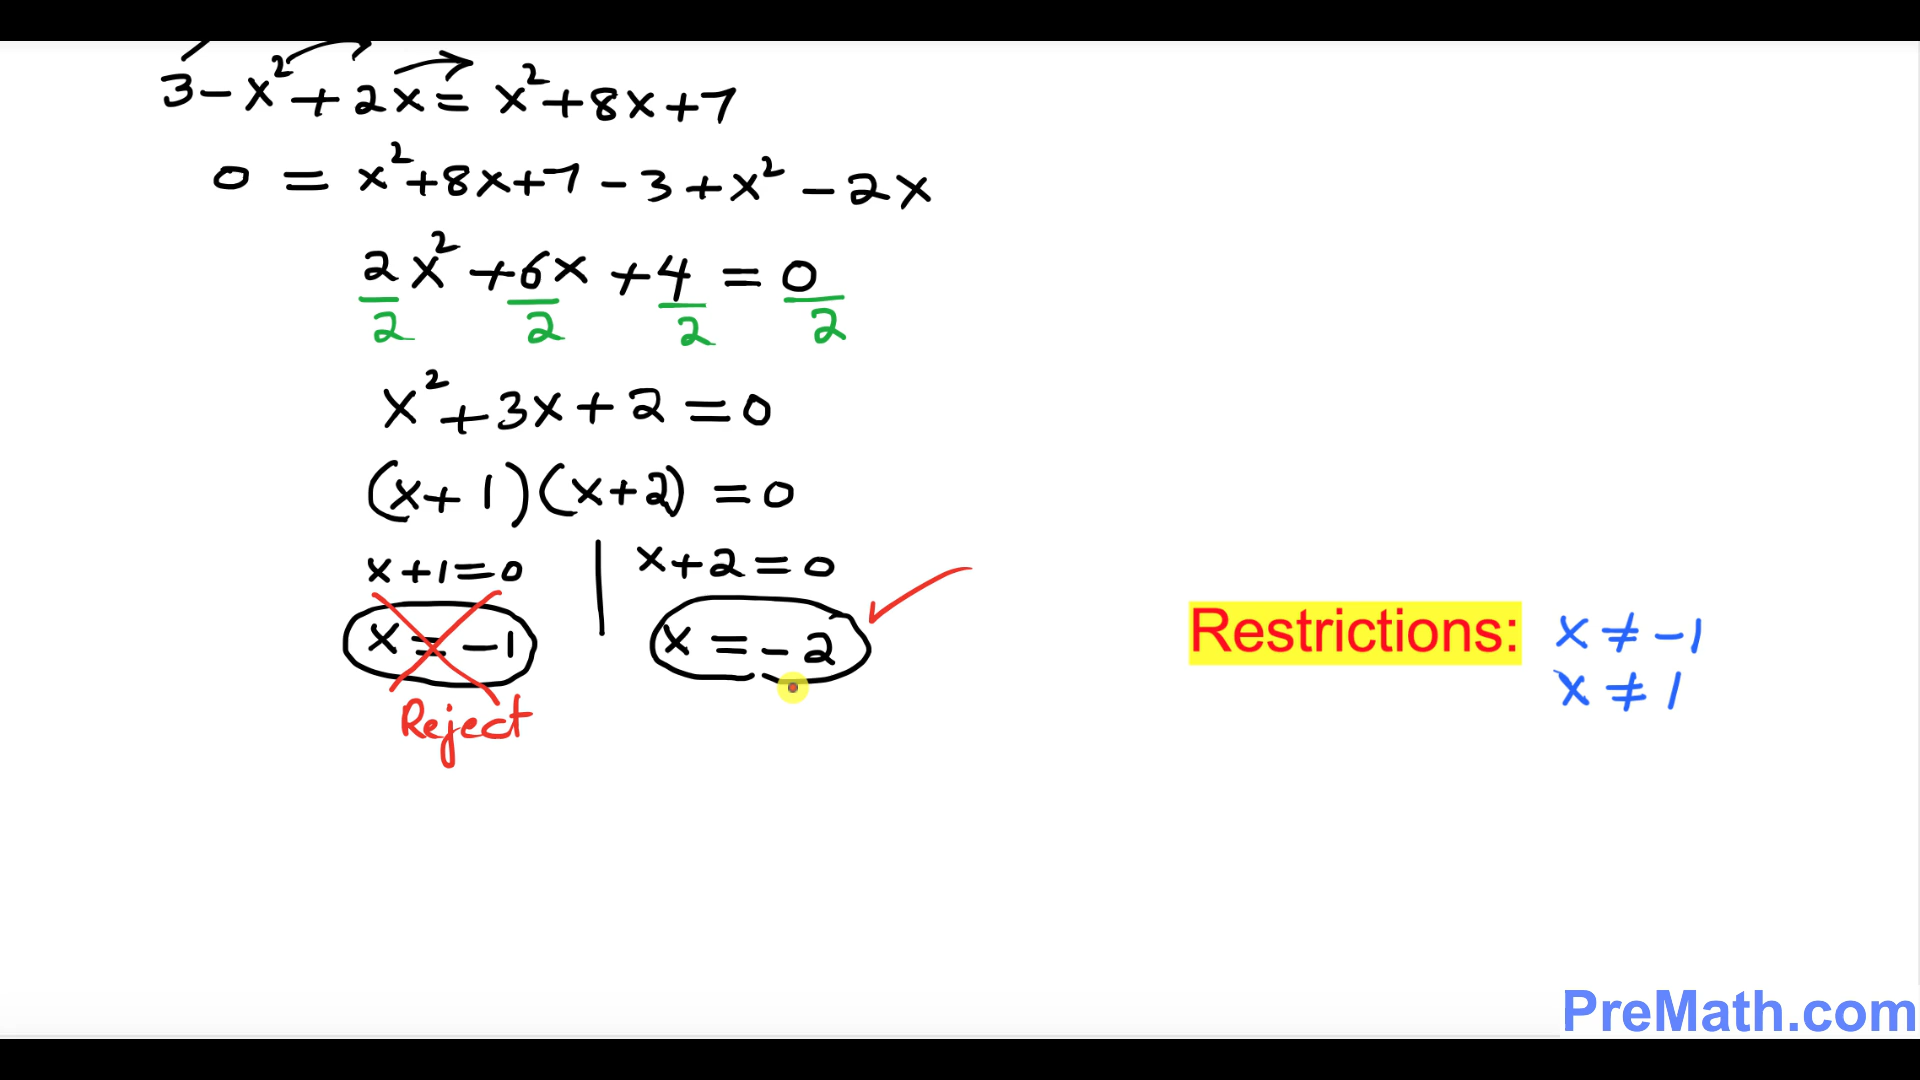 3 - x² + 2x = x² + 8x + 7
0 = x² + 8x + 7 - 3 + x² - 2x
2x² + 6x + 4 = 0
2 2 2 2
x² + 3x + 2 = 0
(x + 1)(x + 2) = 0
x + 1 = 0 | x + 2 = 0
x = -1 x = -2
Reject
Restrictions: x ≠ -1
x ≠ 1
PreMath.com